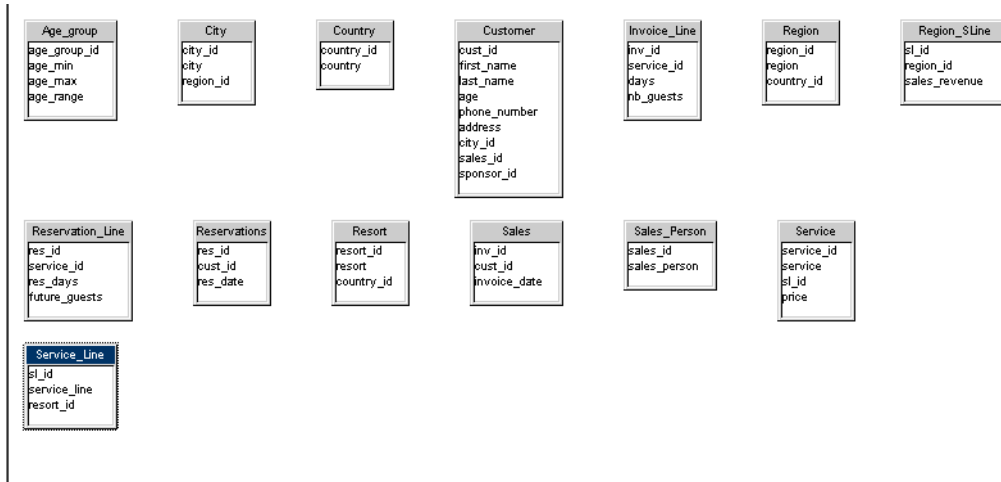 Age_group
age_group_id
age_min
age_max
age_range
City
city_id
city
region_id
Country
country_id
country
Customer
cust_id
first_name
last_name
age
phone_number
address
city_id
sales_id
sponsor_id
Invoice_Line
inv_id
service_id
days
nb_guests
Region
region_id
region
country_id
Region_SLine
sl_id
region_id
sales_revenue
Reservation_Line
res_id
service_id
res_days
future_guests
Reservations
res_id
cust_id
res_date
Resort
resort_id
resort
country_id
Sales
inv_id
cust_id
invoice_date
Sales_Person
sales_id
sales_person
Service
service_id
service
sl_id
price
Service_Line
sl_id
service_line
resort_id